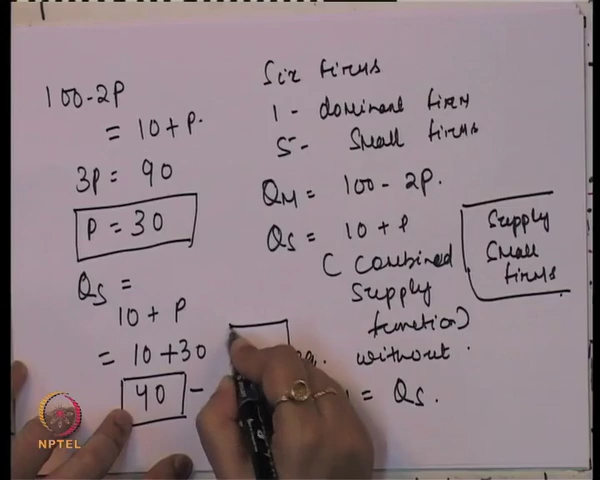 100-2P
= 10+P.
3P = 90
P = 30
QS =
10 + P
= 10+30
40 -
Six firms
1 - dominant firm
5 - small firms
QM = 100 - 2P.
QS = 10 + P
( combined
supply
function)
without.
= QS.
Supply
small
firms
NPTEL